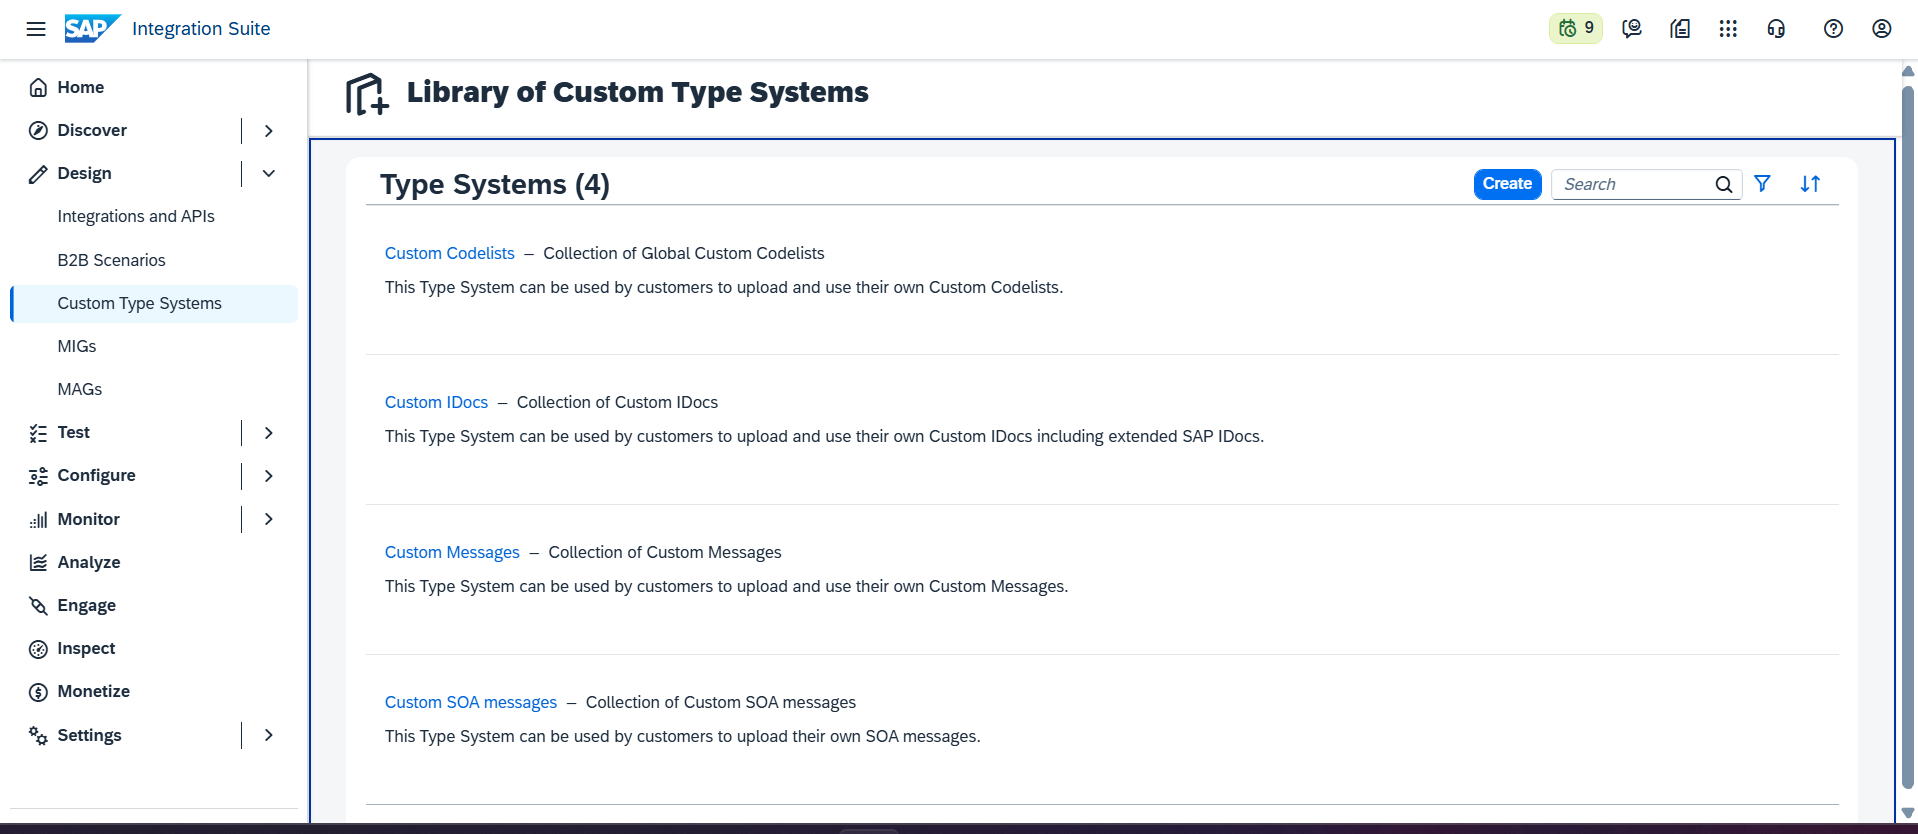 SAP Integration Suite
9
Home
Discover
Design
Integrations and APIs
B2B Scenarios
Custom Type Systems
MIGs
MAGs
Test
Configure
Monitor
Analyze
Engage
Inspect
Monetize
Settings
Library of Custom Type Systems
Type Systems (4)
Create
Search
Custom Codelists – Collection of Global Custom Codelists
This Type System can be used by customers to upload and use their own Custom Codelists.
Custom IDocs – Collection of Custom IDocs
This Type System can be used by customers to upload and use their own Custom IDocs including extended SAP IDocs.
Custom Messages – Collection of Custom Messages
This Type System can be used by customers to upload and use their own Custom Messages.
Custom SOA messages – Collection of Custom SOA messages
This Type System can be used by customers to upload their own SOA messages.